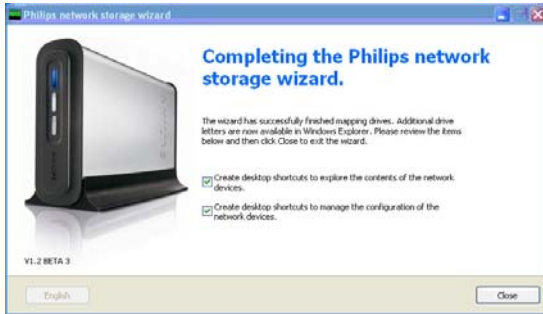 Philips network storage wizard
Completing the Philips network
storage wizard.
The wizard has successfully finished mapping drives. Additional drive
letters are now available in Windows Explorer. Please review the items
below and then click Close to exit the wizard.
Create desktop shortcuts to explore the contents of the network
devices.
Create desktop shortcuts to manage the configuration of the
network devices.
V1.2 BETA 3
English
Close